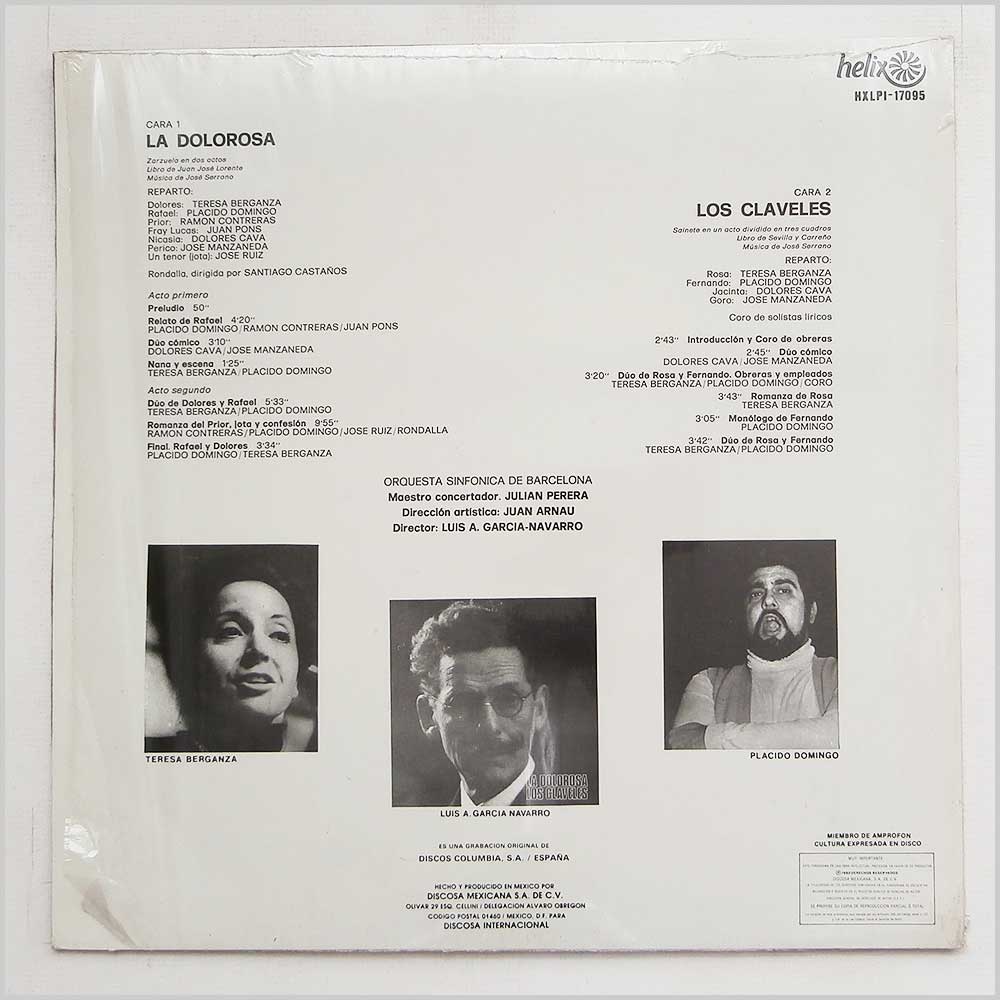 helix
HXLPI-17095
CARA 1
LA DOLOROSA
Zarzuela en dos actos
Libro de Juan José Lorente
Música de José Serrano
REPARTO:
Dolores: TERESA BERGANZA
Rafael: PLACIDO DOMINGO
Prior: RAMON CONTRERAS
Fray Lucas: JUAN PONS
Nicasia: DOLORES CAVA
Perico: JOSE MANZANEDA
Un tenor (jota): JOSE RUIZ
Rondalla, dirigida por SANTIAGO CASTAÑOS
Acto primero
Preludio 50''
Relato de Rafael 4'20''
PLACIDO DOMINGO/RAMON CONTRERAS/JUAN PONS
Dúo cómico 3'10''
DOLORES CAVA/JOSE MANZANEDA
Nana y escena 1'25''
TERESA BERGANZA/PLACIDO DOMINGO
Acto segundo
Dúo de Dolores y Rafael 5'33''
TERESA BERGANZA/PLACIDO DOMINGO
Romanza del Prior, jota y confesión 9'55''
RAMON CONTRERAS/PLACIDO DOMINGO/JOSE RUIZ/RONDALLA
Final. Rafael y Dolores 3'34''
PLACIDO DOMINGO/TERESA BERGANZA
CARA 2
LOS CLAVELES
Sainete en un acto dividido en tres cuadros
Libro de Sevilla y Carreño
Música de José Serrano
REPARTO:
Rosa: TERESA BERGANZA
Fernando: PLACIDO DOMINGO
Jacinta: DOLORES CAVA
Goro: JOSE MANZANEDA
Coro de solistas líricos
2'43'' Introducción y Coro de obreras
2'45'' Dúo cómico
DOLORES CAVA/JOSE MANZANEDA
3'20'' Dúo de Rosa y Fernando. Obreras y empleados
TERESA BERGANZA/PLACIDO DOMINGO/CORO
3'43'' Romanza de Rosa
TERESA BERGANZA
3'05'' Monólogo de Fernando
PLACIDO DOMINGO
3'42'' Dúo de Rosa y Fernando
TERESA BERGANZA/PLACIDO DOMINGO
ORQUESTA SINFONICA DE BARCELONA
Maestro concertador. JULIAN PERERA
Dirección artística: JUAN ARNAU
Director: LUIS A. GARCIA-NAVARRO
TERESA BERGANZA
LA DOLOROSA
LOS CLAVELES
LUIS A. GARCIA NAVARRO
PLACIDO DOMINGO
ES UNA GRABACION ORIGINAL DE
DISCOS COLUMBIA, S.A. / ESPAÑA
HECHO Y PRODUCIDO EN MEXICO POR
DISCOSA MEXICANA S.A. DE C.V.
OLIVAR 29 ESQ. CELLINI / DELEGACION ALVARO OBREGON
CODIGO POSTAL 01460 / MEXICO, D.F. PARA
DISCOSA INTERNACIONAL
MIEMBRO DE AMPROFON
CULTURA EXPRESADA EN DISCO
MUY IMPORTANTE
DISCOSA MEXICANA, S.A. DE C.V.
SE PROHIBE SU COPIA DE REPRODUCCION PARCIAL O TOTAL